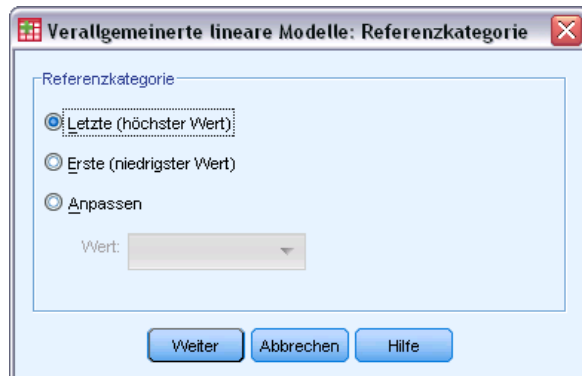 Verallgemeinerte lineare Modelle: Referenzkategorie
Referenzkategorie
Letzte (höchster Wert)
Erste (niedrigster Wert)
Anpassen
Wert:
Weiter Abbrechen Hilfe